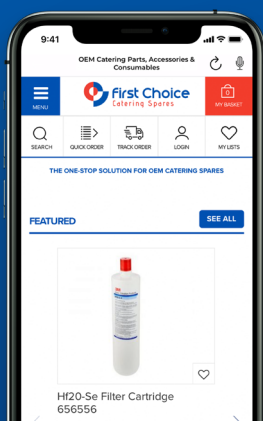 9:41
OEM Catering Parts, Accessories &
Consumables
MENU
First Choice
Catering Spares
0
MY BASKET
SEARCH
QUICK ORDER
TRACK ORDER
LOGIN
MY LISTS
THE ONE-STOP SOLUTION FOR OEM CATERING SPARES
FEATURED
SEE ALL
Hf20-Se Filter Cartridge
656556